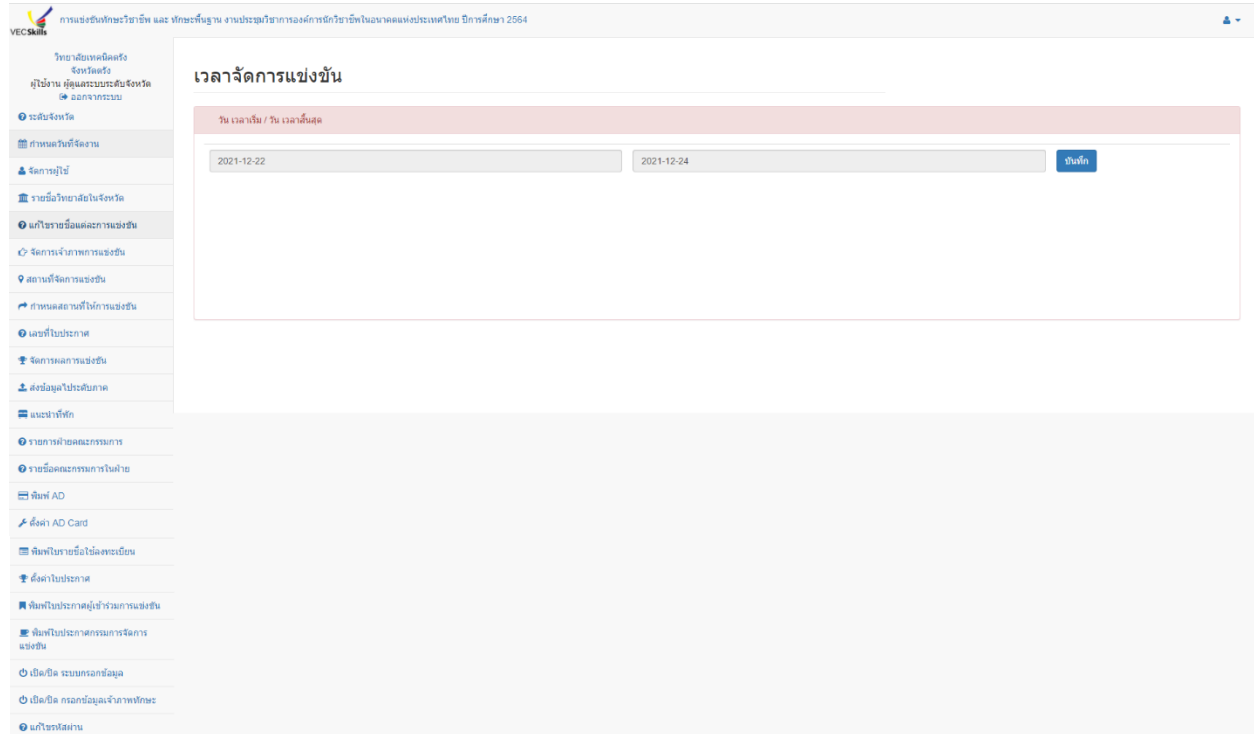 VECSkills
การแข่งขันทักษะวิชาชีพ และ ทักษะพื้นฐาน งานประชุมวิชาการองค์การนักวิชาชีพในอนาคตแห่งประเทศไทย ปีการศึกษา 2564
วิทยาลัยเทคนิคตรัง
จังหวัดตรัง
ผู้ใช้งาน ผู้ดูแลระบบระดับจังหวัด
ออกจากระบบ
ระดับจังหวัด
กำหนดวันที่จัดงาน
จัดการผู้ใช้
รายชื่อวิทยาลัยในจังหวัด
แก้ไขรายชื่อแต่ละการแข่งขัน
จัดการเจ้าภาพการแข่งขัน
สถานที่จัดการแข่งขัน
กำหนดสถานที่ให้การแข่งขัน
เลขที่ใบประกาศ
จัดการผลการแข่งขัน
ส่งข้อมูลไประดับภาค
แนะนำที่พัก
รายการฝ่ายคณะกรรมการ
รายชื่อคณะกรรมการในฝ่าย
พิมพ์ AD
ตั้งค่า AD Card
พิมพ์ใบรายชื่อใช้ลงทะเบียน
ตั้งค่าใบประกาศ
พิมพ์ใบประกาศผู้เข้าร่วมการแข่งขัน
พิมพ์ใบประกาศกรรมการจัดการ
แข่งขัน
เปิด/ปิด ระบบกรอกข้อมูล
เปิด/ปิด กรอกข้อมูลเจ้าภาพทักษะ
แก้ไขรหัสผ่าน
เวลาจัดการแข่งขัน
วัน เวลาเริ่ม / วัน เวลาสิ้นสุด
2021-12-22
2021-12-24
บันทึก